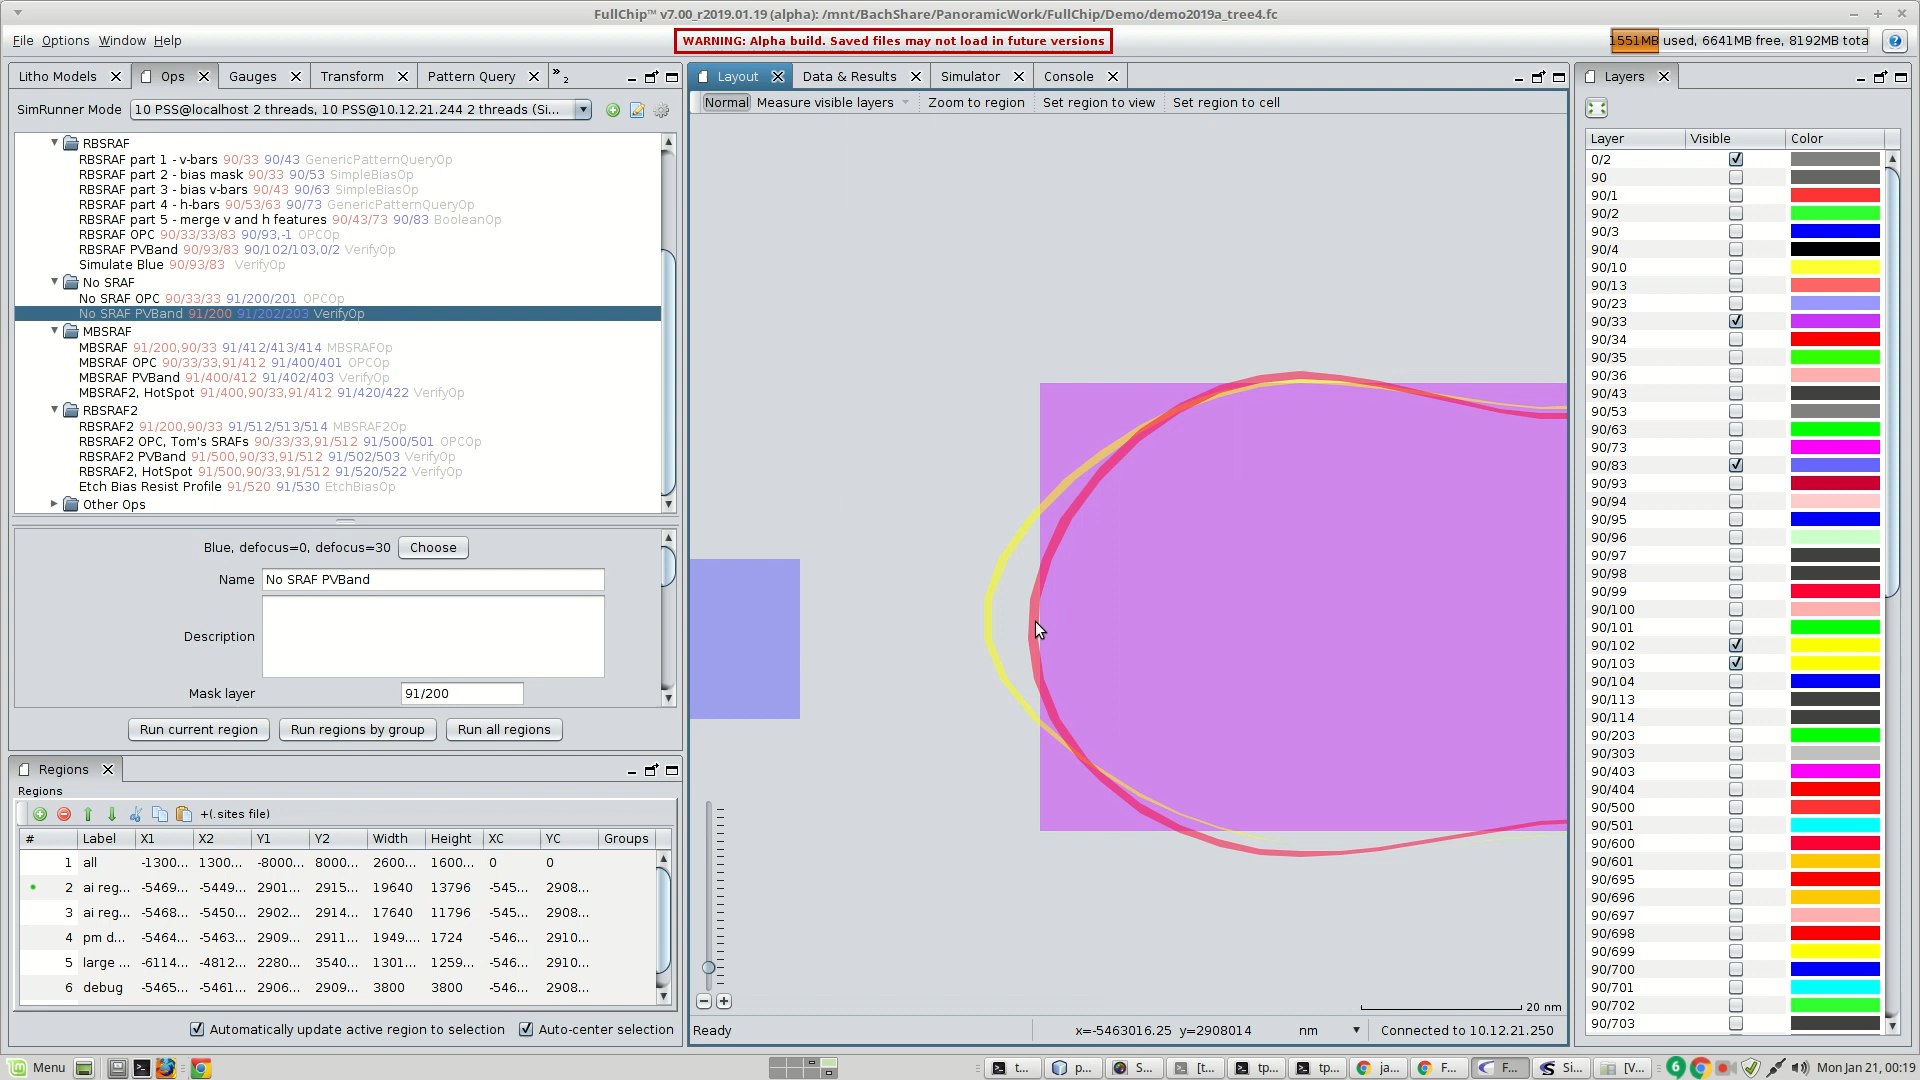 FullChip™ v7.00_r2019.01.19 (alpha): /mnt/BachShare/PanoramicWork/FullChip/Demo/demo2019a_tree4.fc
File Options Window Help
WARNING: Alpha build. Saved files may not load in future versions
1551MB used, 6641MB free, 8192MB tota
Litho Models Ops Gauges Transform Pattern Query »2
SimRunner Mode 10 PSS@localhost 2 threads, 10 PSS@10.12.21.244 2 threads (Si...
RBSRAF
RBSRAF part 1 - v-bars 90/33 90/43 GenericPatternQueryOp
RBSRAF part 2 - bias mask 90/33 90/53 SimpleBiasOp
RBSRAF part 3 - bias v-bars 90/43 90/63 SimpleBiasOp
RBSRAF part 4 - h-bars 90/53/63 90/73 GenericPatternQueryOp
RBSRAF part 5 - merge v and h features 90/43/73 90/83 BooleanOp
RBSRAF OPC 90/33/33/83 90/93,-1 OPCOp
RBSRAF PVBand 90/93/83 90/102/103,0/2 VerifyOp
Simulate Blue 90/93/83 VerifyOp
No SRAF
No SRAF OPC 90/33/33 91/200/201 OPCOp
No SRAF PVBand 91/200 91/202/203 VerifyOp
MBSRAF
MBSRAF 91/200,90/33 91/412/413/414 MBSRAFOp
MBSRAF OPC 90/33/33,91/412 91/400/401 OPCOp
MBSRAF PVBand 91/400/412 91/402/403 VerifyOp
MBSRAF2, HotSpot 91/400,90/33,91/412 91/420/422 VerifyOp
RBSRAF2
RBSRAF2 91/200,90/33 91/512/513/514 MBSRAF2Op
RBSRAF2 OPC, Tom's SRAFs 90/33/33,91/512 91/500/501 OPCOp
RBSRAF2 PVBand 91/500,90/33,91/512 91/502/503 VerifyOp
RBSRAF2, HotSpot 91/500,90/33,91/512 91/520/522 VerifyOp
Etch Bias Resist Profile 91/520 91/530 EtchBiasOp
Other Ops
Blue, defocus=0, defocus=30 Choose
Name No SRAF PVBand
Description
Mask layer 91/200
Run current region Run regions by group Run all regions
Regions
Regions
+(.sites file)
# Label X1 X2 Y1 Y2 Width Height XC YC Groups
1 all -1300... 1300... -8000... 8000... 2600... 1600... 0 0
2 ai reg... -5469... -5449... 2901... 2915... 19640 13796 -545... 2908...
3 ai reg... -5468... -5450... 2902... 2914... 17640 11796 -545... 2908...
4 pm d... -5464... -5463... 2909... 2911... 1949.... 1724 -546... 2910...
5 large ... -6114... -4812... 2280... 3540... 1301... 1259... -546... 2910...
6 debug -5465... -5461... 2906... 2909... 3800 3800 -546... 2908...
Automatically update active region to selection Auto-center selection
Layout Data & Results Simulator Console
Normal Measure visible layers Zoom to region Set region to view Set region to cell
20 nm
Ready x=-5463016.25 y=2908014 nm Connected to 10.12.21.250
Layers
Layer Visible Color
0/2
90
90/1
90/2
90/3
90/4
90/10
90/13
90/23
90/33
90/34
90/35
90/36
90/43
90/53
90/63
90/73
90/83
90/93
90/94
90/95
90/96
90/97
90/98
90/99
90/100
90/101
90/102
90/103
90/104
90/113
90/114
90/203
90/303
90/403
90/404
90/500
90/501
90/600
90/601
90/695
90/696
90/697
90/698
90/699
90/700
90/701
90/702
90/703
Menu t... p... S... [t... tp... tp... ja... F... F... Si... [V... 6 Mon Jan 21, 00:19